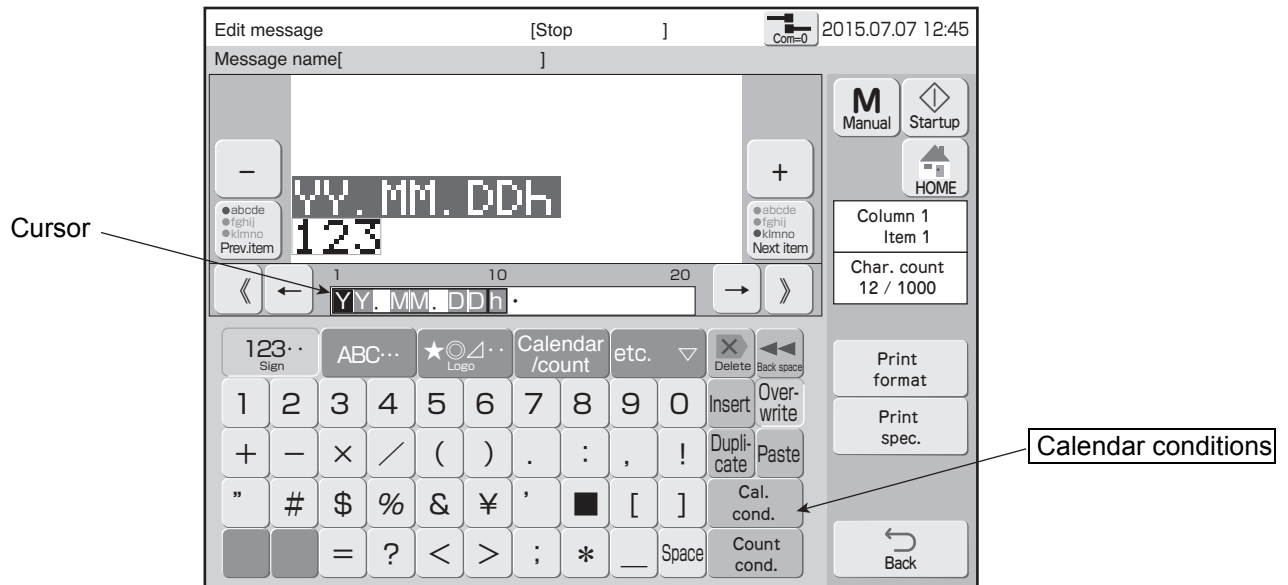 Edit message [Stop ] Com=0 2015.07.07 12:45
Message name[ ]
M Manual Startup
HOME
− +
YY.MM.DDh
123
●abcde ●fghij ●klmno Prev.item
●abcde ●fghij ●klmno Next item
Cursor
Column 1
Item 1
Char. count
12 / 1000
1 10 20
《 ← YY.MM.DDh· → 》
123·· Sign ABC··· ★◎⊿·· Logo Calendar /count etc. ▽ Delete Back space
1 2 3 4 5 6 7 8 9 0 Insert Over-write
+ − × ／ ( ) . : , ! Dupli-cate Paste
" # $ % & ¥ ' ■ [ ] Cal. cond.
= ? < > ; * _ Space Count cond.
Print format
Print spec.
Calendar conditions
Back